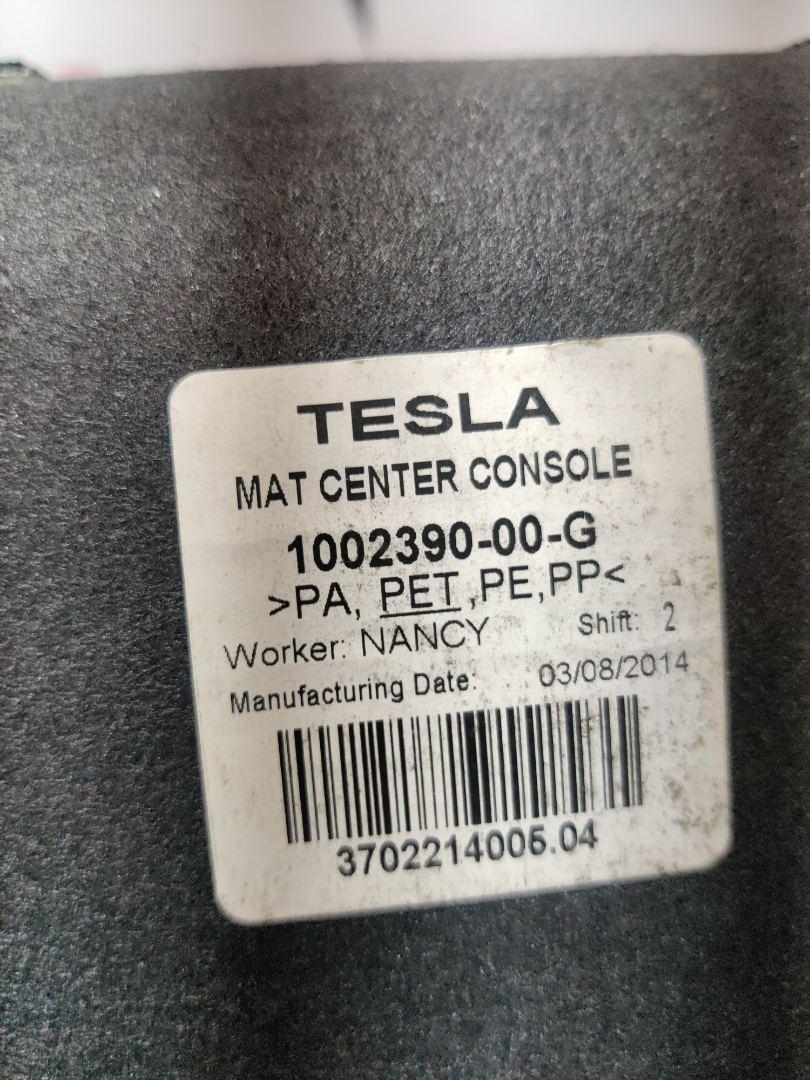 TESLA
MAT CENTER CONSOLE
1002390-00-G
>PA, PET,PE,PP<
Worker: NANCY Shift: 2
Manufacturing Date: 03/08/2014
3702214005.04